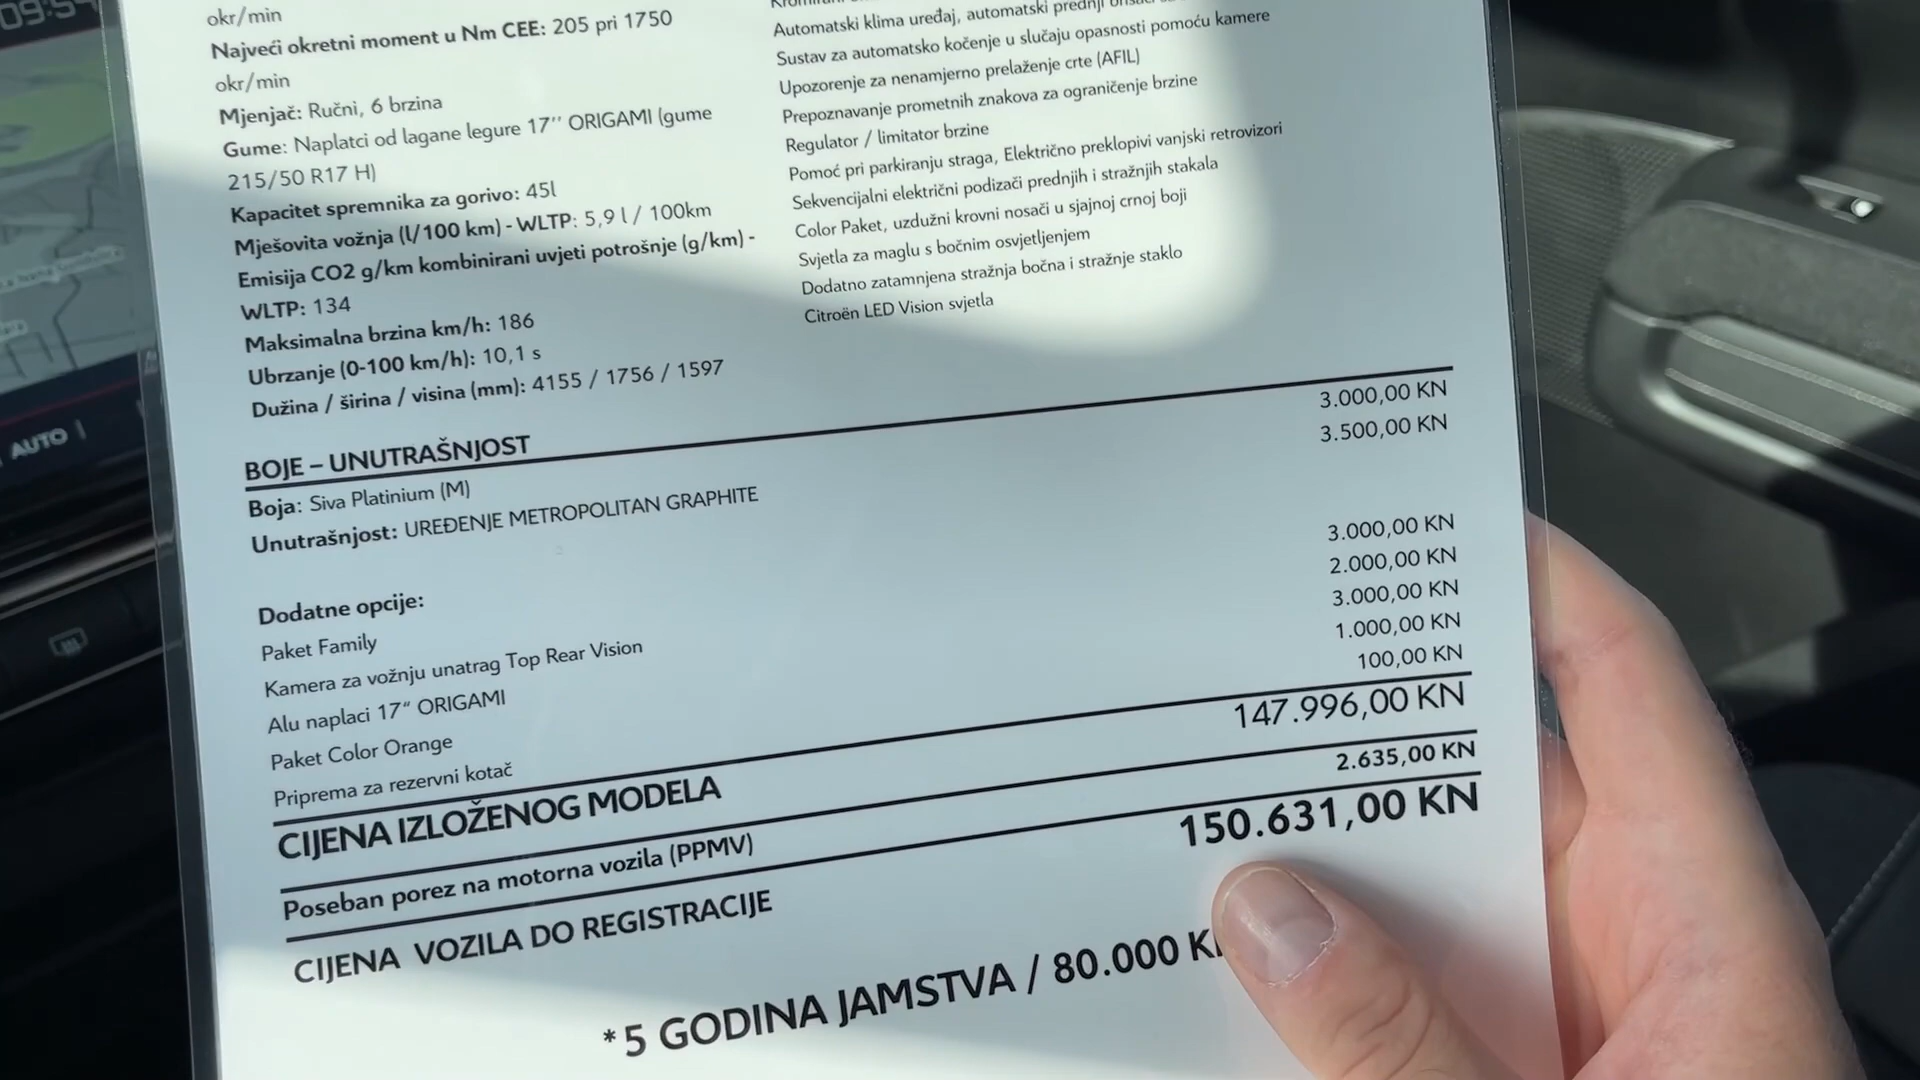 09:54
okr/min
Najveći okretni moment u Nm CEE: 205 pri 1750
okr/min
Mjenjač: Ručni, 6 brzina
Gume: Naplatci od lagane legure 17'' ORIGAMI (gume
215/50 R17 H)
Kapacitet spremnika za gorivo: 45l
Mješovita vožnja (l/100 km) - WLTP: 5,9 l / 100km
Emisija CO2 g/km kombinirani uvjeti potrošnje (g/km) -
WLTP: 134
Maksimalna brzina km/h: 186
Ubrzanje (0-100 km/h): 10,1 s
Dužina / širina / visina (mm): 4155 / 1756 / 1597
Automatski klima uređaj, automatski prednji
Sustav za automatsko kočenje u slučaju opasnosti pomoću kamere
Upozorenje za nenamjerno prelaženje crte (AFIL)
Prepoznavanje prometnih znakova za ograničenje brzine
Regulator / limitator brzine
Pomoć pri parkiranju straga, Električno preklopivi vanjski retrovizori
Sekvencijalni električni podizači prednjih i stražnjih stakala
Color Paket, uzdužni krovni nosači u sjajnoj crnoj boji
Svjetla za maglu s bočnim osvjetljenjem
Dodatno zatamnjena stražnja bočna i stražnje staklo
Citroën LED Vision svjetla
BOJE – UNUTRAŠNJOST
Boja: Siva Platinium (M) 3.000,00 KN
Unutrašnjost: UREĐENJE METROPOLITAN GRAPHITE 3.500,00 KN
Dodatne opcije:
Paket Family 3.000,00 KN
Kamera za vožnju unatrag Top Rear Vision 2.000,00 KN
Alu naplaci 17“ ORIGAMI 3.000,00 KN
Paket Color Orange 1.000,00 KN
Priprema za rezervni kotač 100,00 KN
CIJENA IZLOŽENOG MODELA 147.996,00 KN
Poseban porez na motorna vozila (PPMV) 2.635,00 KN
CIJENA VOZILA DO REGISTRACIJE 150.631,00 KN
*5 GODINA JAMSTVA / 80.000
AUTO